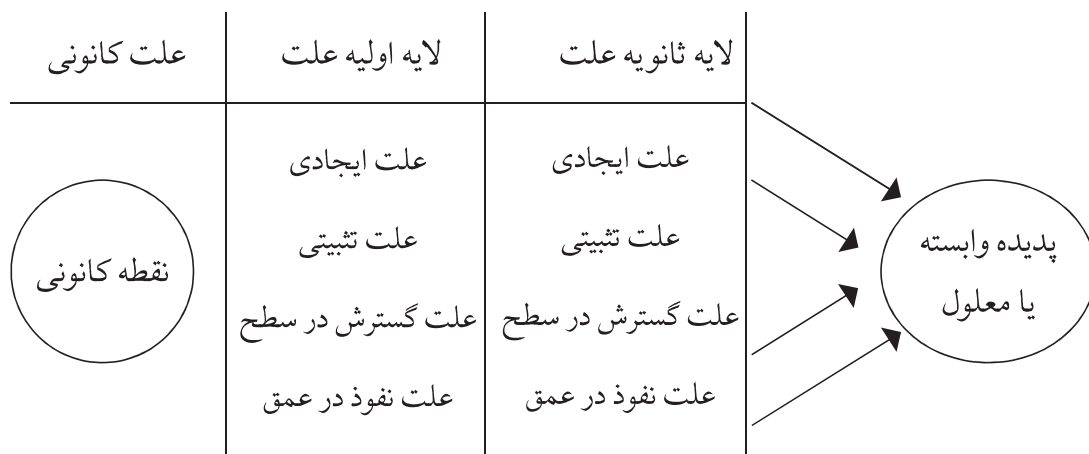 لایه ثانویه علت
لایه اولیه علت
علت کانونی
علت ایجادی
علت ایجادی
علت تثبیتی
علت تثبیتی
پدیده وابسته
یا معلول
نقطه کانونی
علت گسترش در سطح
علت گسترش در سطح
علت نفوذ در عمق
علت نفوذ در عمق